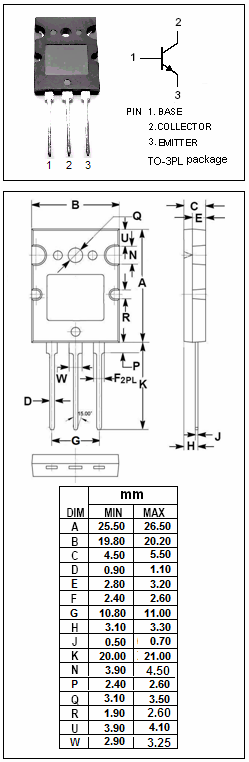 2
1
3
1 2 3
PIN 1. BASE
2. COLLECTOR
3. EMITTER
TO-3PL package
B
Q
C
E
U
N
A
R
P
W
F2PL
K
D
15.00°
G
J
H
mm
DIM MIN MAX
A 25.50 26.50
B 19.80 20.20
C 4.50 5.50
D 0.90 1.10
E 2.80 3.20
F 2.40 2.60
G 10.80 11.00
H 3.10 3.30
J 0.50 0.70
K 20.00 21.00
N 3.90 4.50
P 2.40 2.60
Q 3.10 3.50
R 1.90 2.60
U 3.90 4.10
W 2.90 3.25